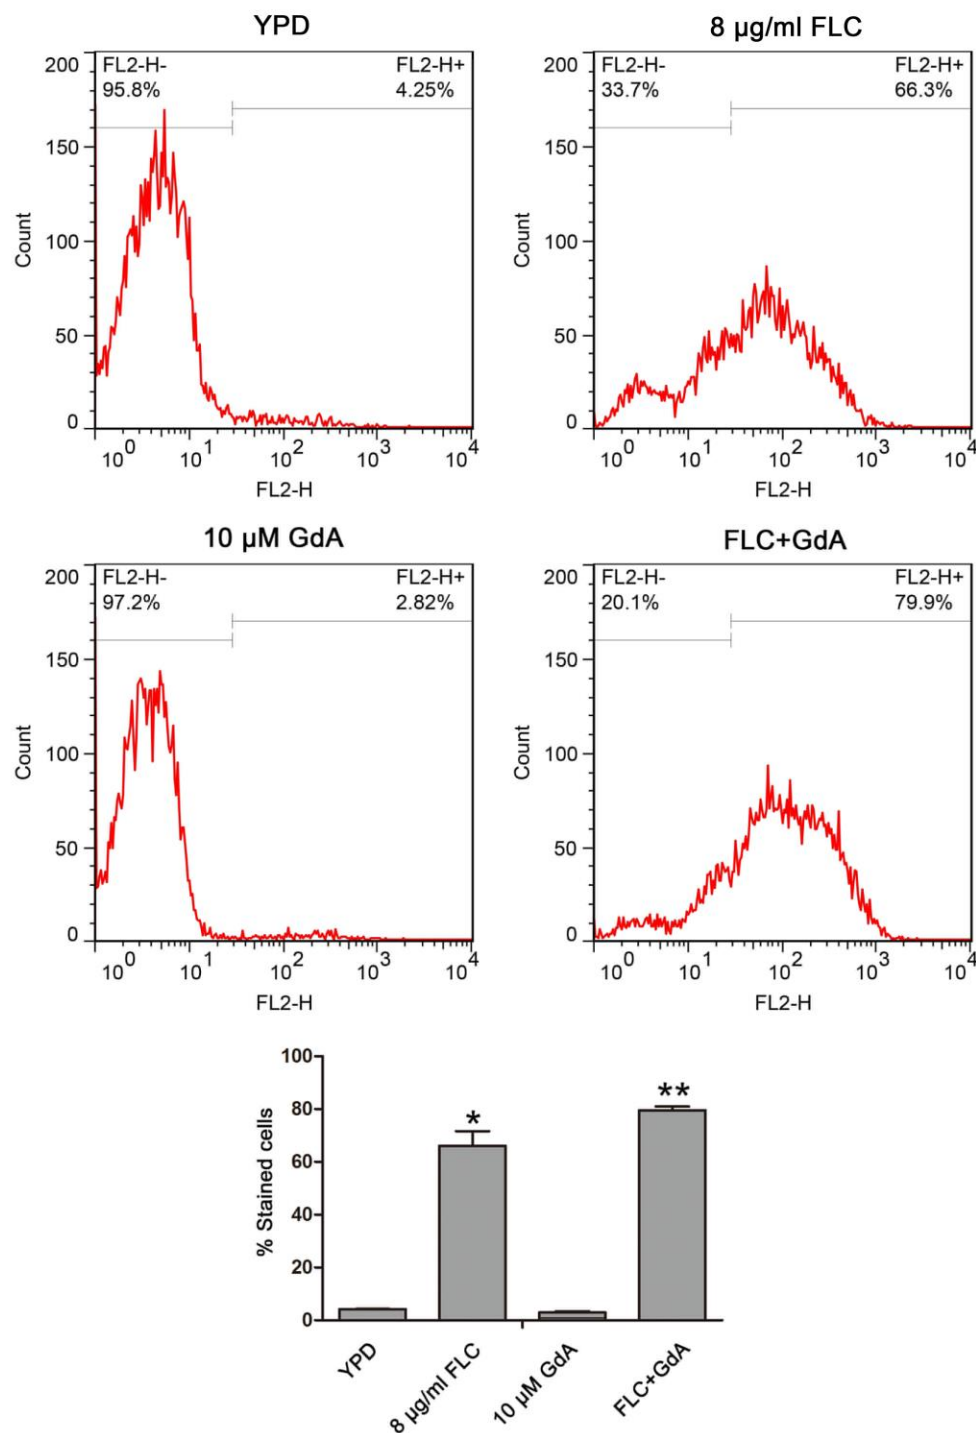 YPD
FL2-H-
95.8%
FL2-H+
4.25%
200
150
100
50
0
Count
10^0 10^1 10^2 10^3 10^4
FL2-H
8 µg/ml FLC
FL2-H-
33.7%
FL2-H+
66.3%
200
150
100
50
0
Count
10^0 10^1 10^2 10^3 10^4
FL2-H
10 µM GdA
FL2-H-
97.2%
FL2-H+
2.82%
200
150
100
50
0
Count
10^0 10^1 10^2 10^3 10^4
FL2-H
FLC+GdA
FL2-H-
20.1%
FL2-H+
79.9%
200
150
100
50
0
Count
10^0 10^1 10^2 10^3 10^4
FL2-H
100
80
60
40
20
0
% Stained cells
*
**
YPD
8 µg/ml FLC
10 µM GdA
FLC+GdA